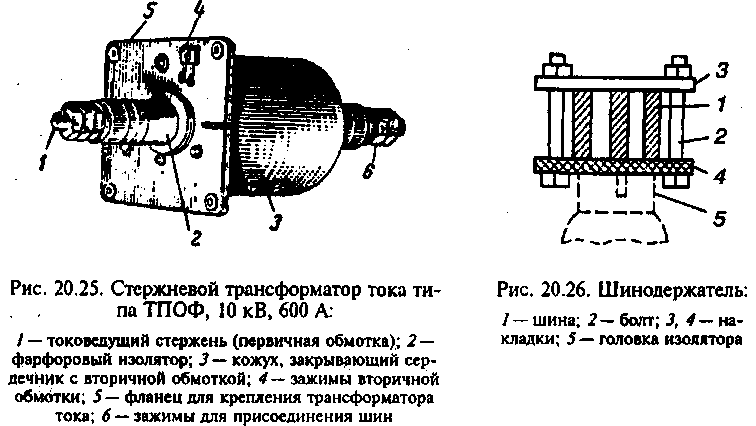 5
4
1
2
3
6
3
1
2
4
5
Рис. 20.25. Стержневой трансформатор тока ти-
па ТПОФ, 10 кВ, 600 А:
1 — токоведущий стержень (первичная обмотка); 2 —
фарфоровый изолятор; 3 — кожух, закрывающий сер-
дечник с вторичной обмоткой; 4 — зажимы вторичной
обмотки; 5 — фланец для крепления трансформатора
тока; 6 — зажимы для присоединения шин
Рис. 20.26. Шинодержатель:
1 — шина; 2 — болт; 3, 4 — на-
кладки; 5 — головка изолятора